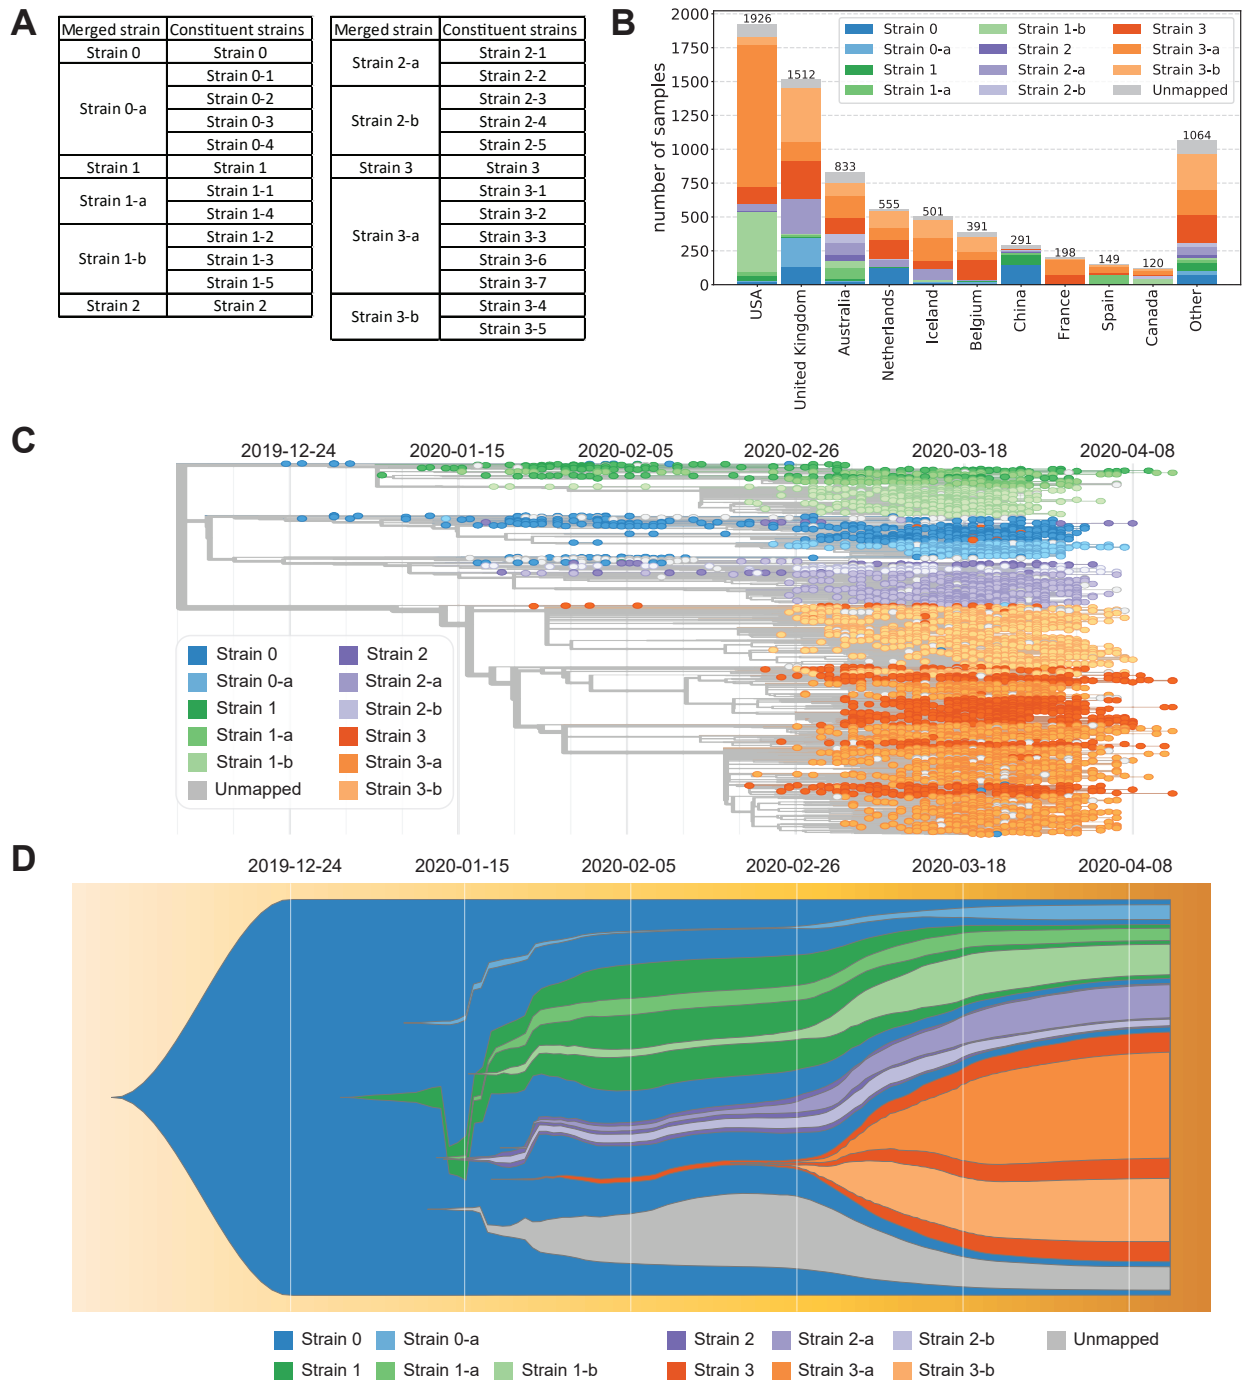 A
Merged strain Constituent strains
Strain 0 Strain 0
Strain 0-a
Strain 0-1
Strain 0-2
Strain 0-3
Strain 0-4
Strain 1 Strain 1
Strain 1-a
Strain 1-1
Strain 1-4
Strain 1-b
Strain 1-2
Strain 1-3
Strain 1-5
Strain 2 Strain 2
Merged strain Constituent strains
Strain 2-a
Strain 2-1
Strain 2-2
Strain 2-b
Strain 2-3
Strain 2-4
Strain 2-5
Strain 3 Strain 3
Strain 3-a
Strain 3-1
Strain 3-2
Strain 3-3
Strain 3-6
Strain 3-7
Strain 3-b
Strain 3-4
Strain 3-5
B
number of samples
2000
1750
1500
1250
1000
750
500
250
0
1926
1512
833
555
501
391
291
198
149
120
1064
Strain 0
Strain 0-a
Strain 1
Strain 1-a
Strain 1-b
Strain 2
Strain 2-a
Strain 2-b
Strain 3
Strain 3-a
Strain 3-b
Unmapped
USA
United Kingdom
Australia
Netherlands
Iceland
Belgium
China
France
Spain
Canada
Other
C
2019-12-24 2020-01-15 2020-02-05 2020-02-26 2020-03-18 2020-04-08
Strain 0
Strain 0-a
Strain 1
Strain 1-a
Strain 1-b
Unmapped
Strain 2
Strain 2-a
Strain 2-b
Strain 3
Strain 3-a
Strain 3-b
D
2019-12-24 2020-01-15 2020-02-05 2020-02-26 2020-03-18 2020-04-08
Strain 0 Strain 0-a Strain 2 Strain 2-a Strain 2-b Unmapped
Strain 1 Strain 1-a Strain 1-b Strain 3 Strain 3-a Strain 3-b